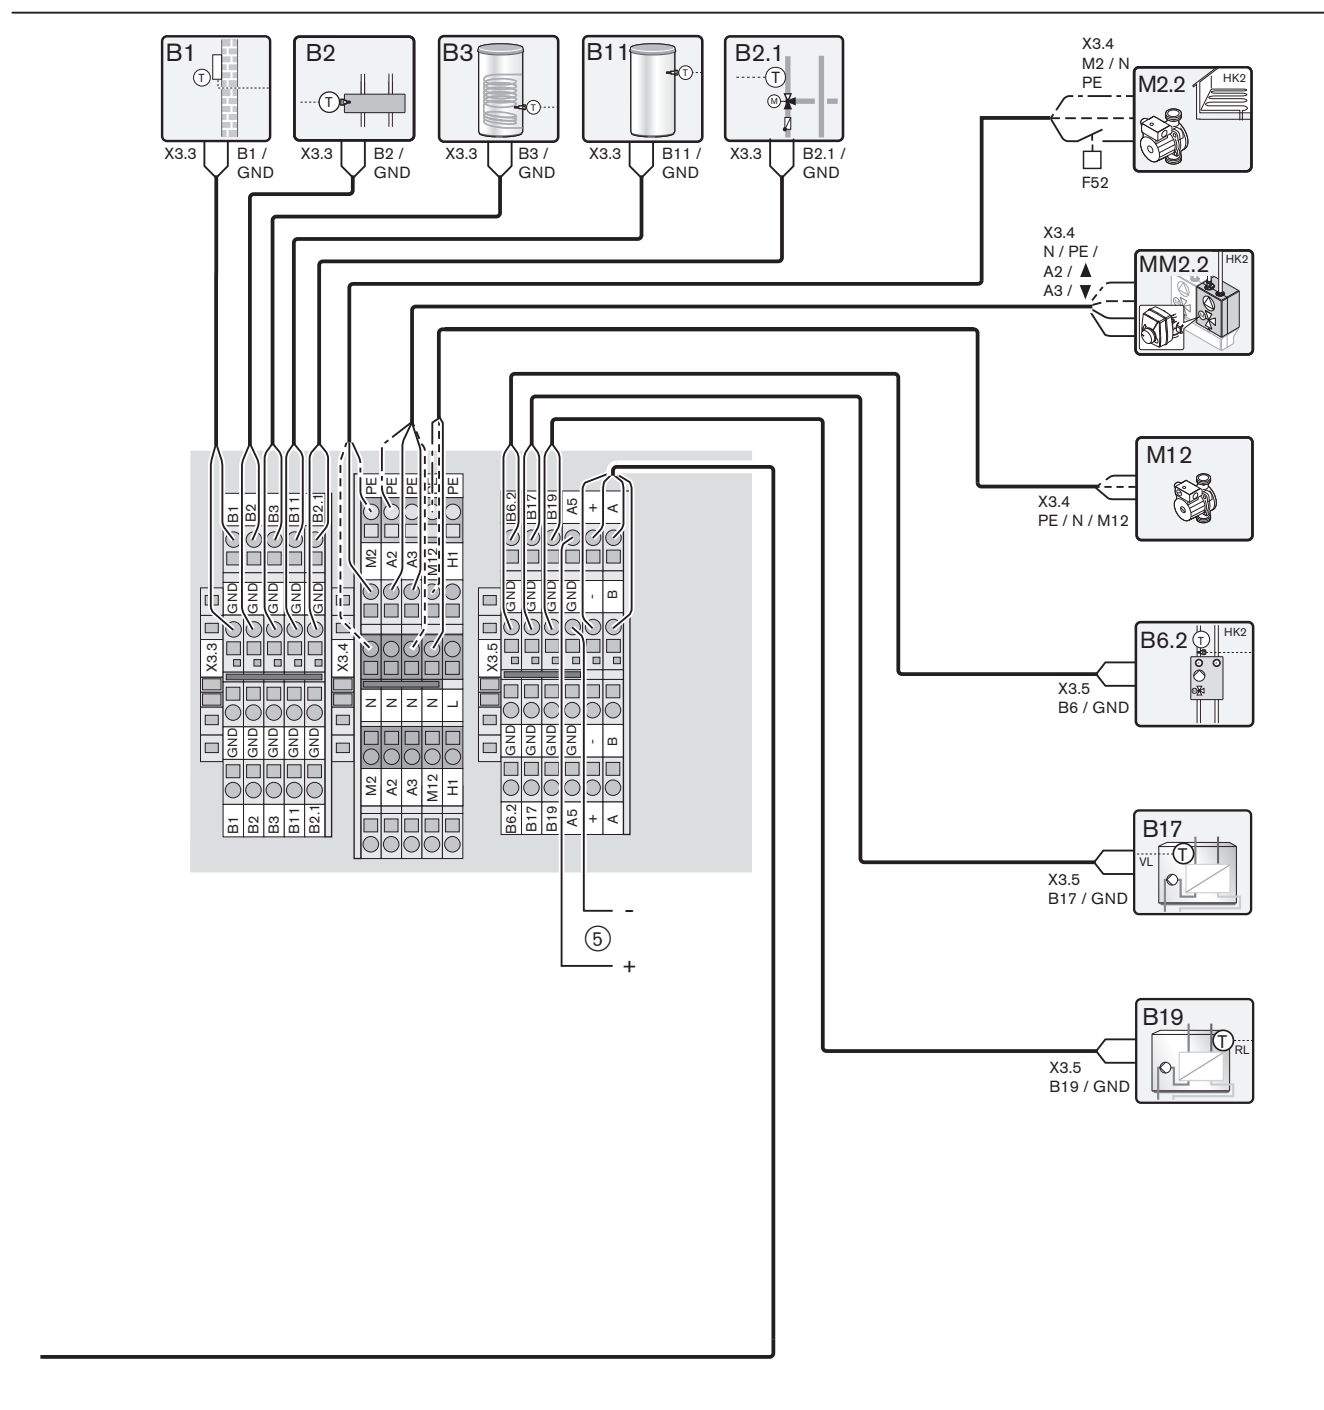 B1
B2
B3
B11
B2.1
T
T
T
T
T
M
X3.3
B1 /
GND
X3.3
B2 /
GND
X3.3
B3 /
GND
X3.3
B11 /
GND
X3.3
B2.1 /
GND
X3.4
M2 / N
PE
M2.2
HK2
F52
X3.4
N / PE /
A2 / ▲
A3 / ▼
MM2.2
HK2
M12
X3.4
PE / N / M12
B6.2
T
HK2
X3.5
B6 / GND
B17
T
VL
X3.5
B17 / GND
B19
T
RL
X3.5
B19 / GND
X3.3
B1 B2 B3 B11 B2.1
GND GND GND GND GND
GND GND GND GND GND
B1 B2 B3 B11 B2.1
X3.4
PE PE PE PE PE
M2 A2 A3 M12 H1
N N N N L
M2 A2 A3 M12 H1
X3.5
B6.2 B17 B19 A5 + A
GND GND GND GND - B
GND GND GND GND - B
B6.2 B17 B19 A5 + A
-
5
+